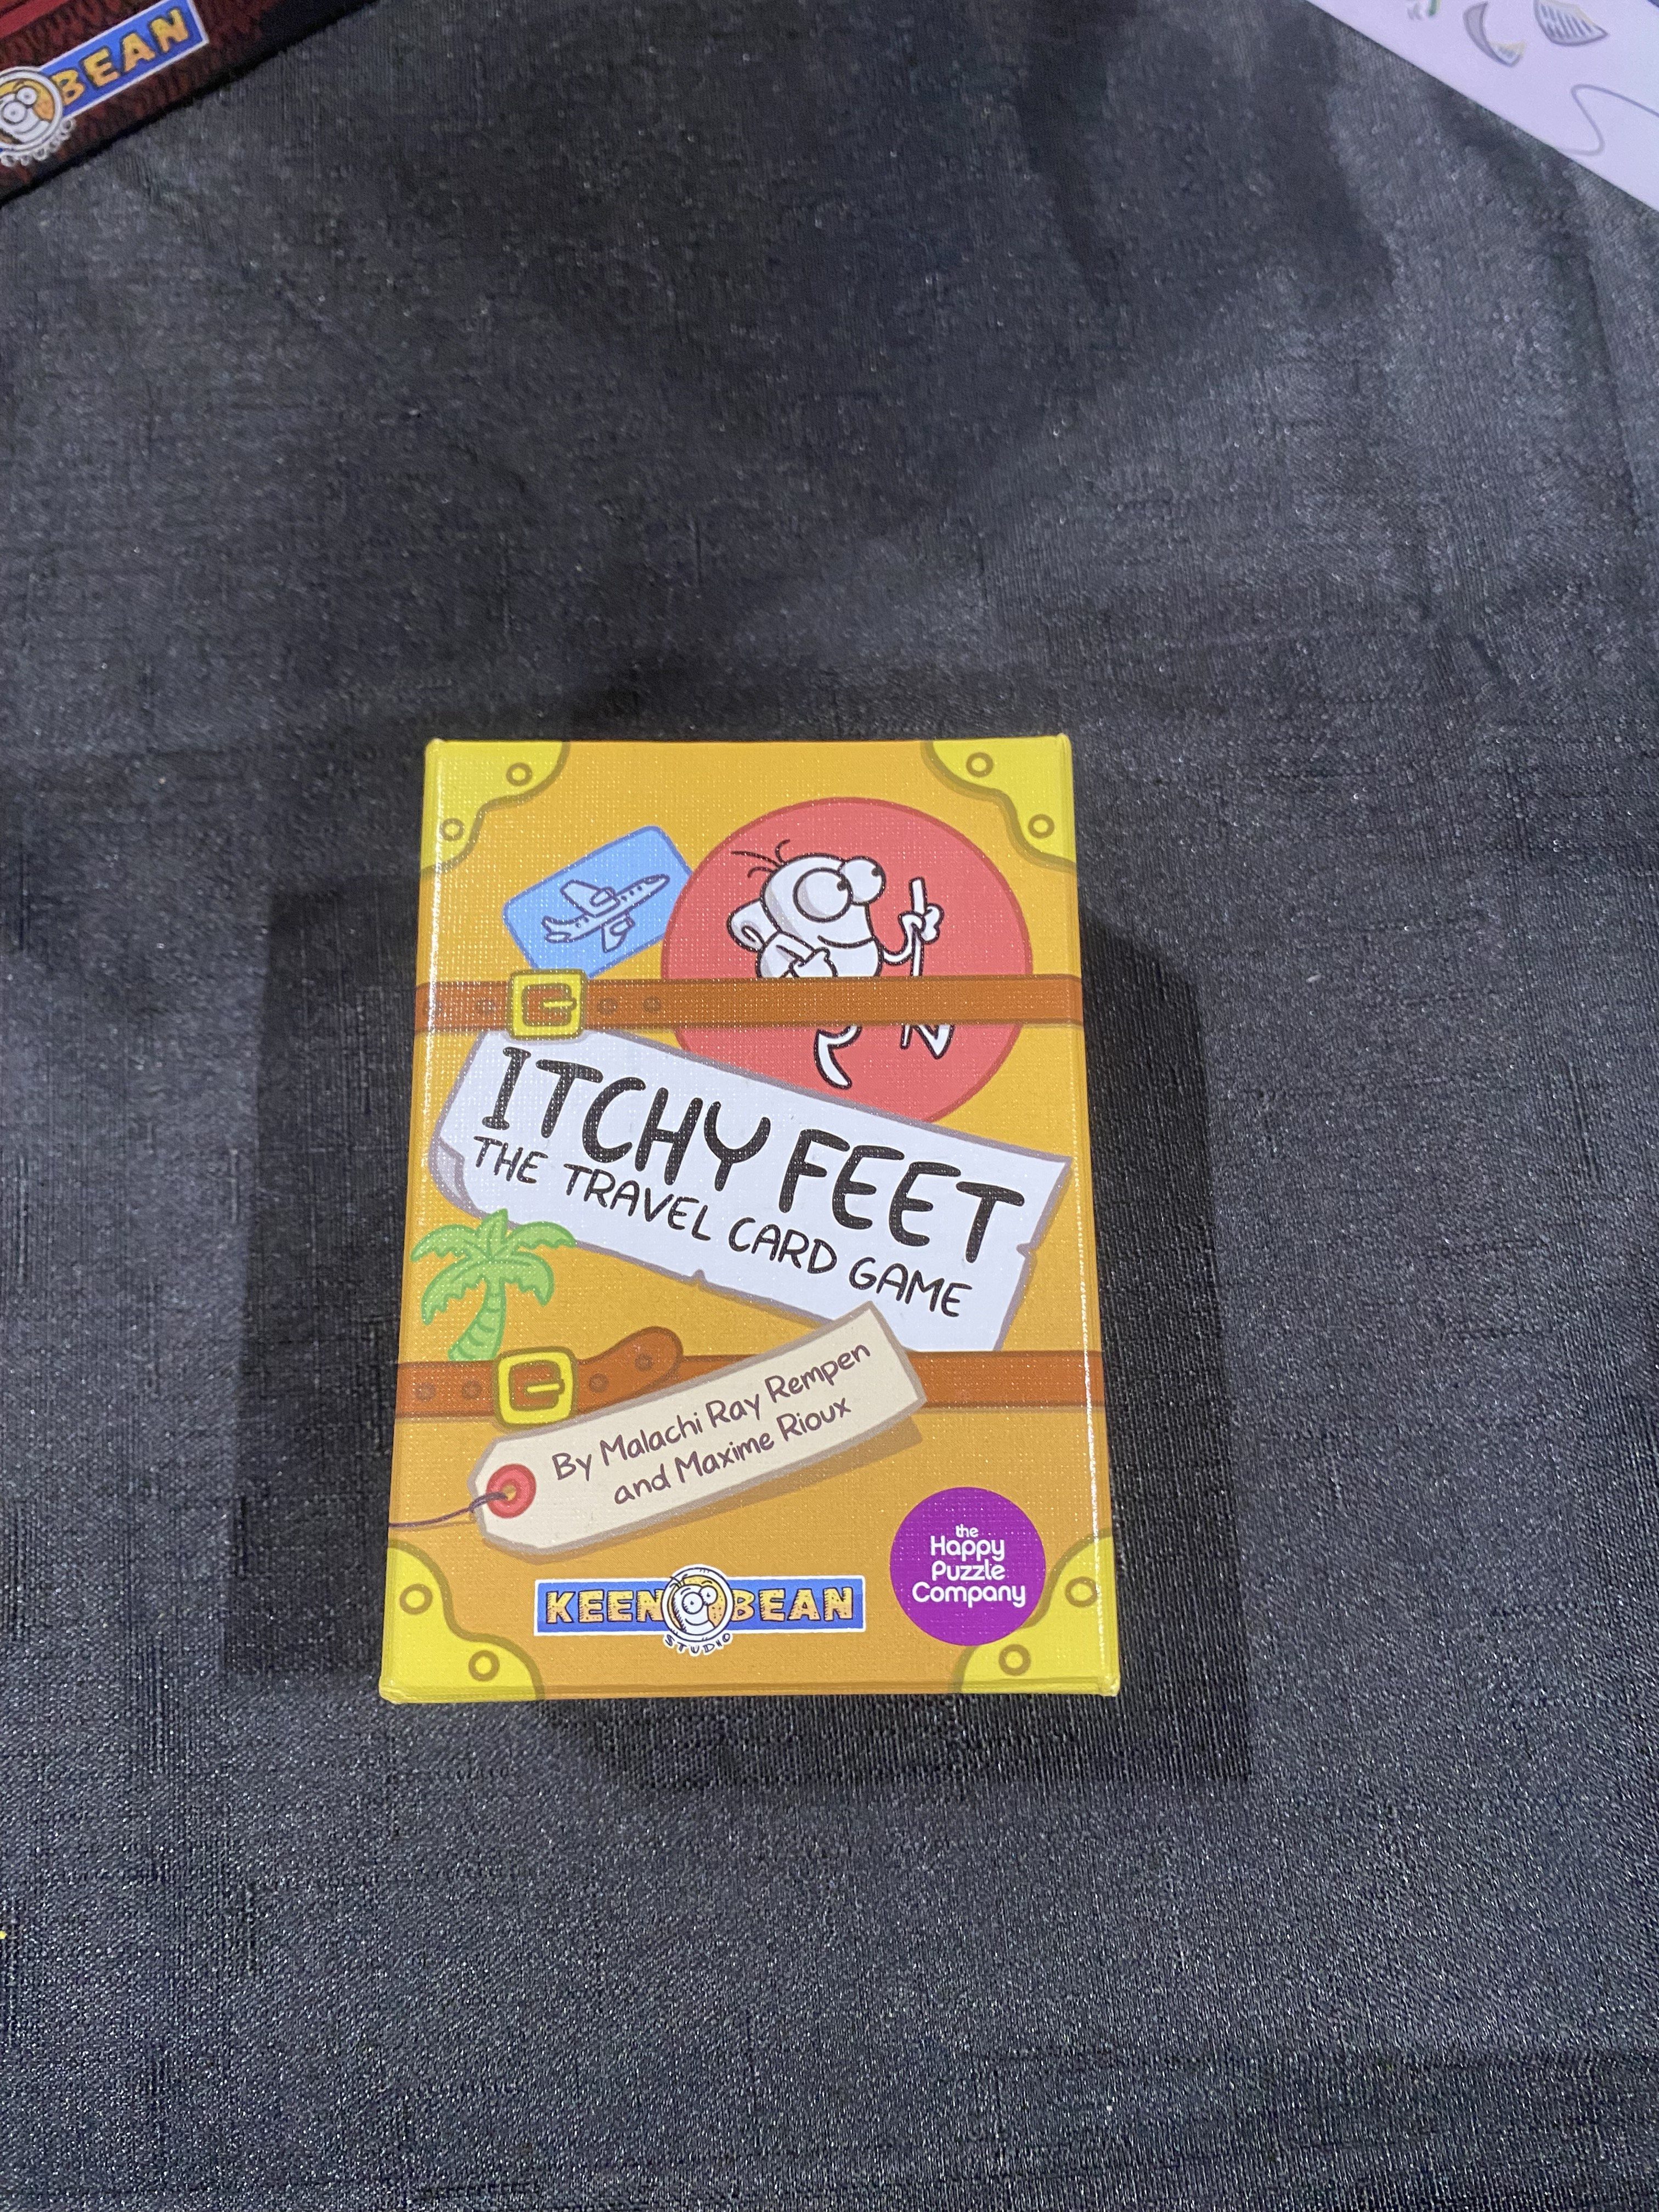 BEAN
ITCHY FEET
THE TRAVEL CARD GAME
By Malachi Ray Rempen
and Maxime Rioux
KEEN BEAN
STUDIO
the
Happy
Puzzle
Company